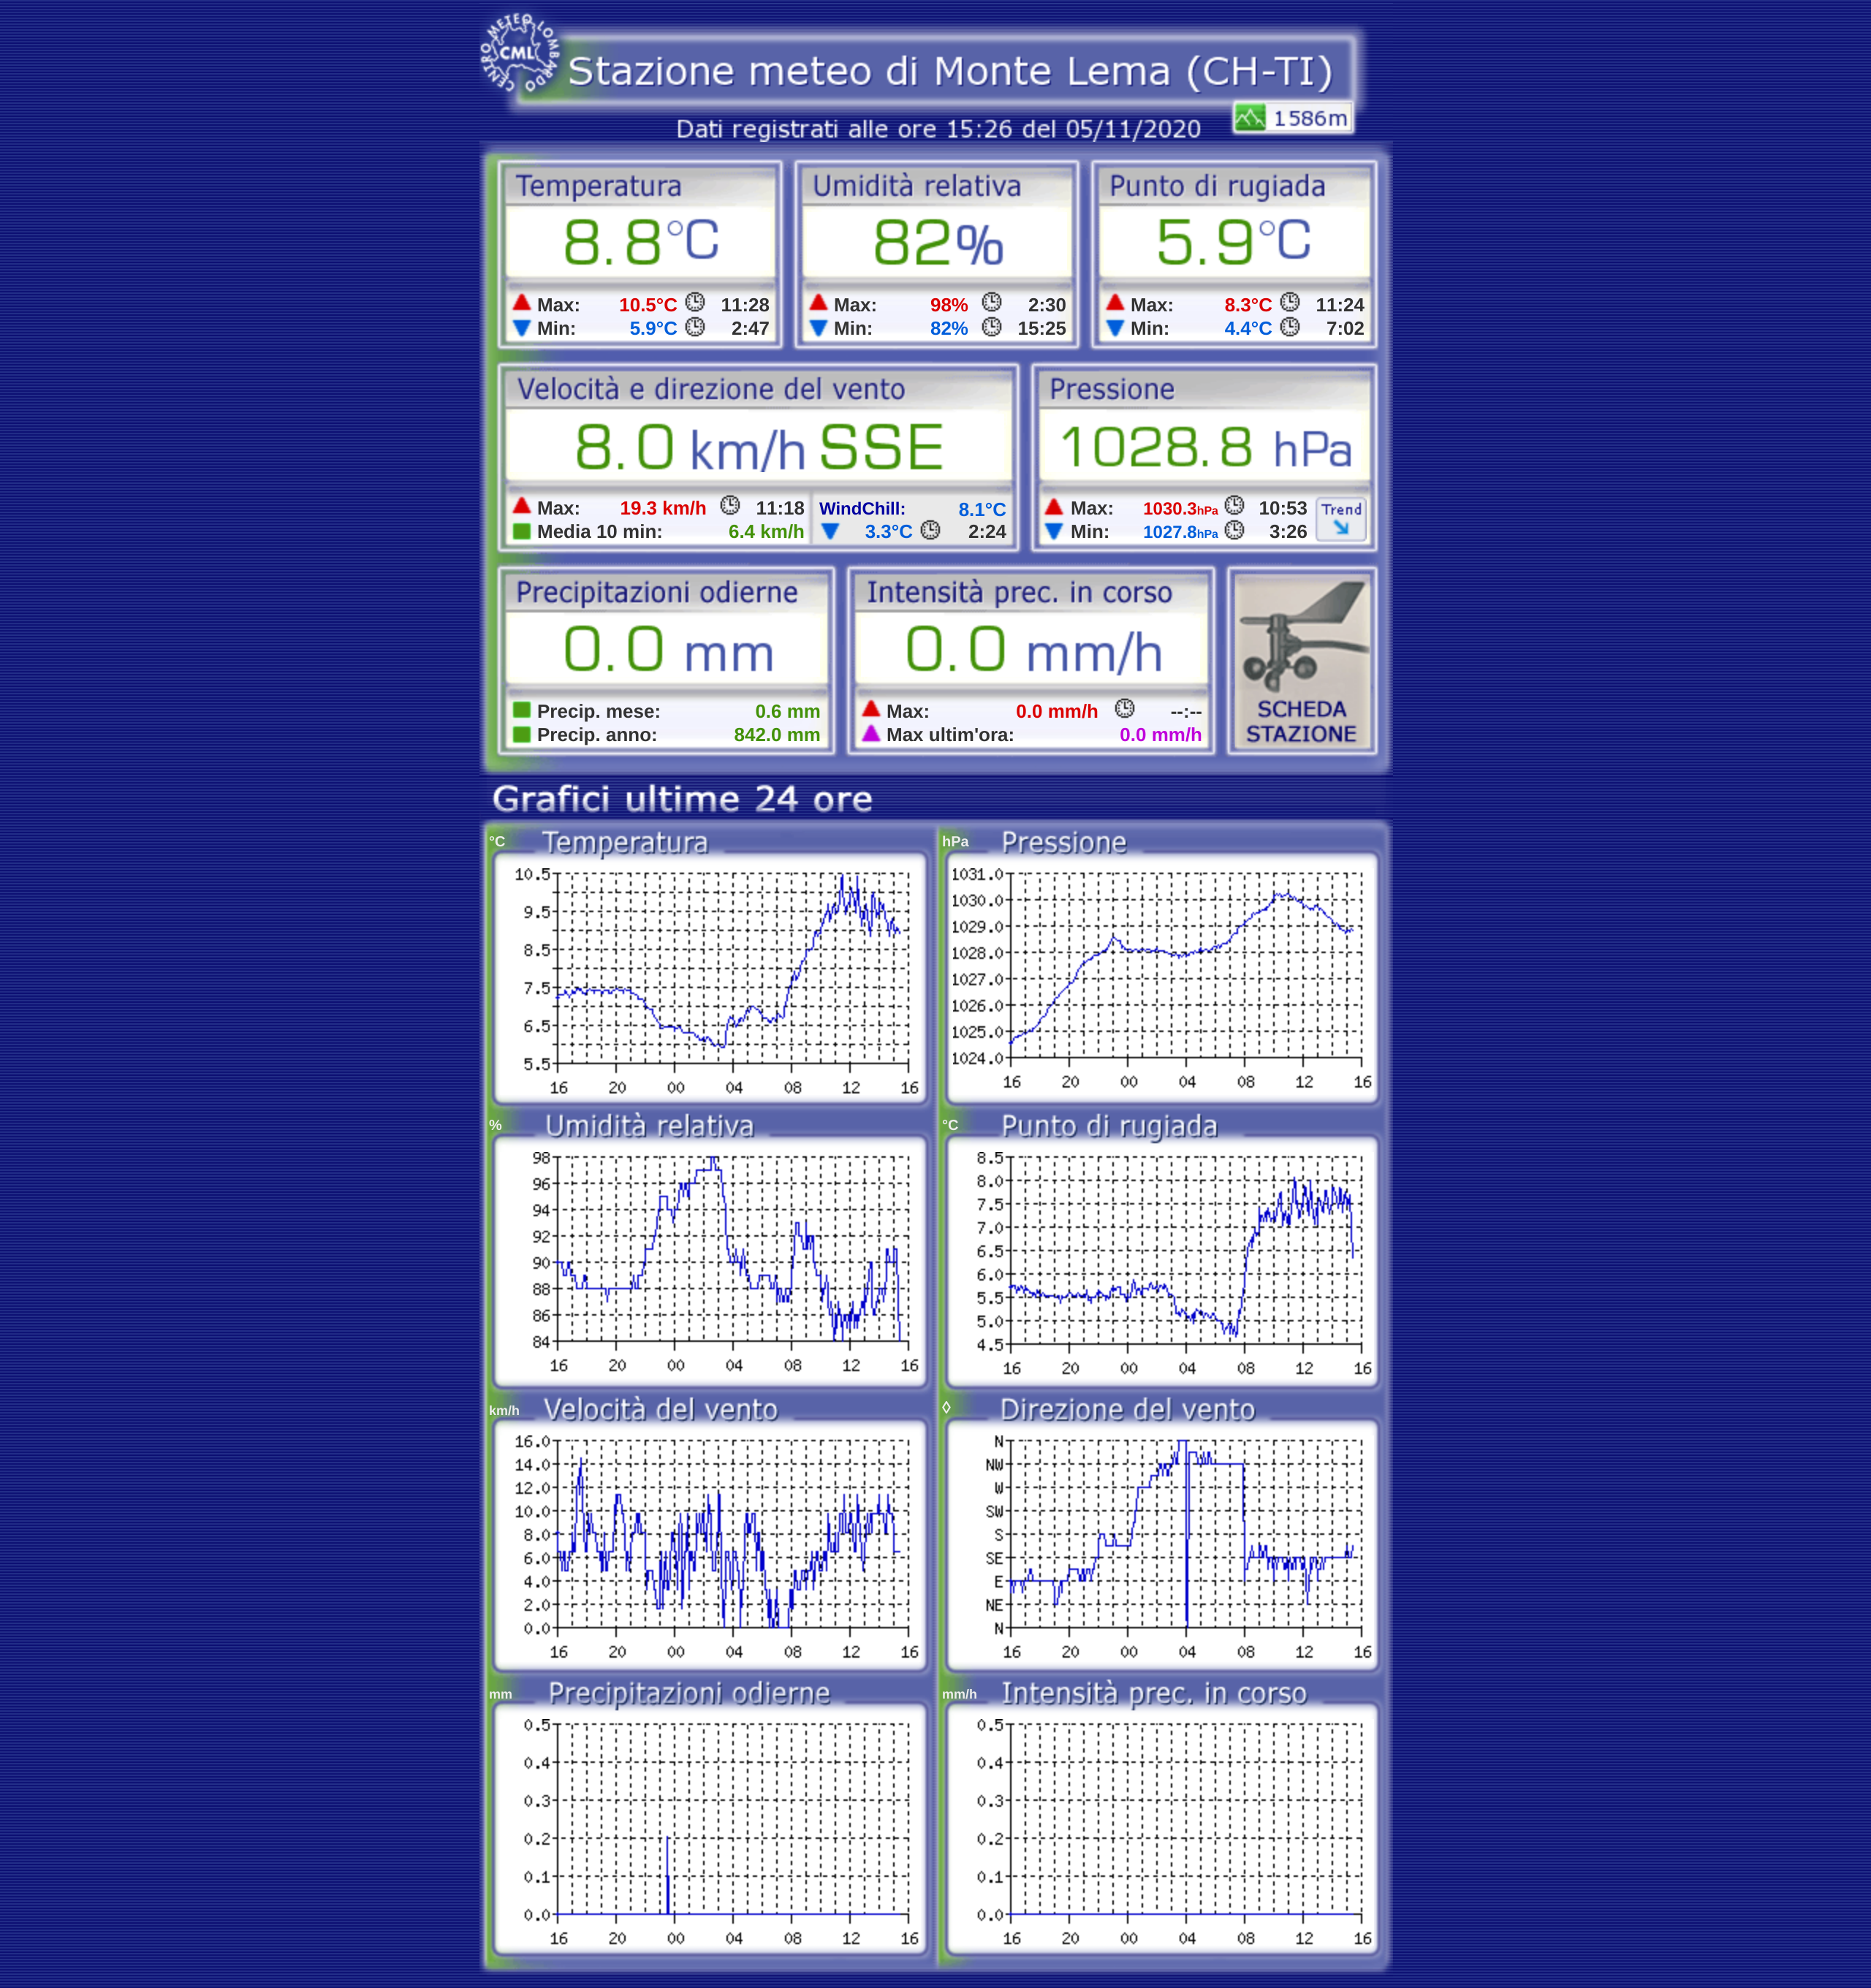 CENTRO METEO LOMBARDO
CML
Stazione meteo di Monte Lema (CH-TI)
1586m
Dati registrati alle ore 15:26 del 05/11/2020
Temperatura
8.8°C
Max: 10.5°C 11:28
Min: 5.9°C 2:47
Umidità relativa
82%
Max: 98% 2:30
Min: 82% 15:25
Punto di rugiada
5.9°C
Max: 8.3°C 11:24
Min: 4.4°C 7:02
Velocità e direzione del vento
8.0 km/h SSE
Max: 19.3 km/h 11:18
Media 10 min: 6.4 km/h
WindChill: 8.1°C
3.3°C 2:24
Pressione
1028.8 hPa
Max: 1030.3hPa 10:53
Min: 1027.8hPa 3:26
Trend
Precipitazioni odierne
0.0 mm
Precip. mese: 0.6 mm
Precip. anno: 842.0 mm
Intensità prec. in corso
0.0 mm/h
Max: 0.0 mm/h --:--
Max ultim'ora: 0.0 mm/h
SCHEDA
STAZIONE
Grafici ultime 24 ore
°C Temperatura
10.5
9.5
8.5
7.5
6.5
5.5
16 20 00 04 08 12 16
hPa Pressione
1031.0
1030.0
1029.0
1028.0
1027.0
1026.0
1025.0
1024.0
16 20 00 04 08 12 16
% Umidità relativa
98
96
94
92
90
88
86
84
16 20 00 04 08 12 16
°C Punto di rugiada
8.5
8.0
7.5
7.0
6.5
6.0
5.5
5.0
4.5
16 20 00 04 08 12 16
km/h Velocità del vento
16.0
14.0
12.0
10.0
8.0
6.0
4.0
2.0
0.0
16 20 00 04 08 12 16
◊ Direzione del vento
N
NW
W
SW
S
SE
E
NE
N
16 20 00 04 08 12 16
mm Precipitazioni odierne
0.5
0.4
0.3
0.2
0.1
0.0
16 20 00 04 08 12 16
mm/h Intensità prec. in corso
0.5
0.4
0.3
0.2
0.1
0.0
16 20 00 04 08 12 16